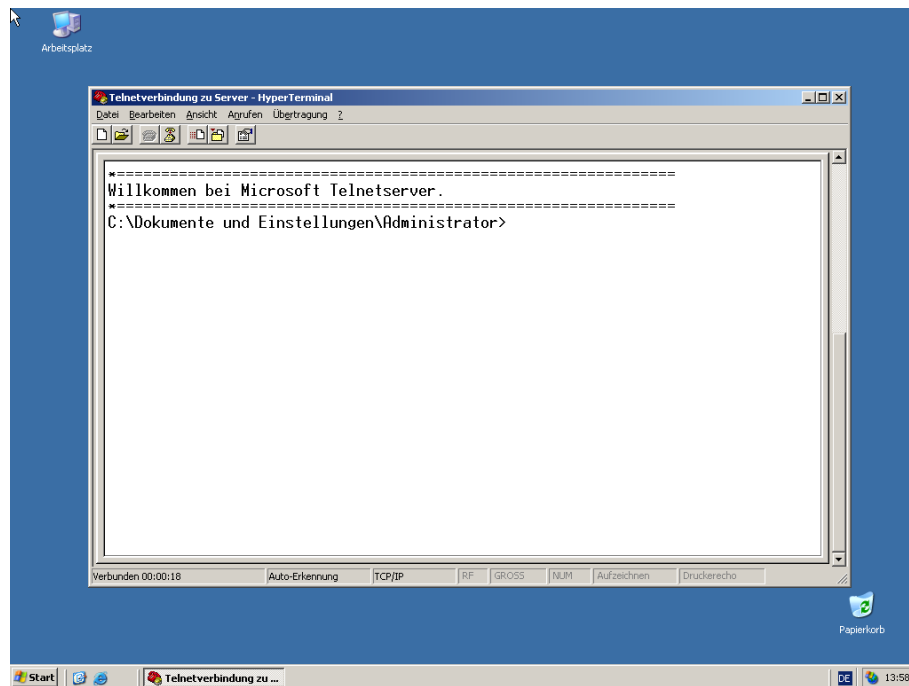 Arbeitsplatz
Telnetverbindung zu Server - HyperTerminal
Datei Bearbeiten Ansicht Anrufen Übertragung ?
*===============================================================
Willkommen bei Microsoft Telnetserver.
*===============================================================
C:\Dokumente und Einstellungen\Administrator>
Verbunden 00:00:18 Auto-Erkennung TCP/IP RF GROSS NUM Aufzeichnen Druckerecho
Papierkorb
Start Telnetverbindung zu ... DE 13:58